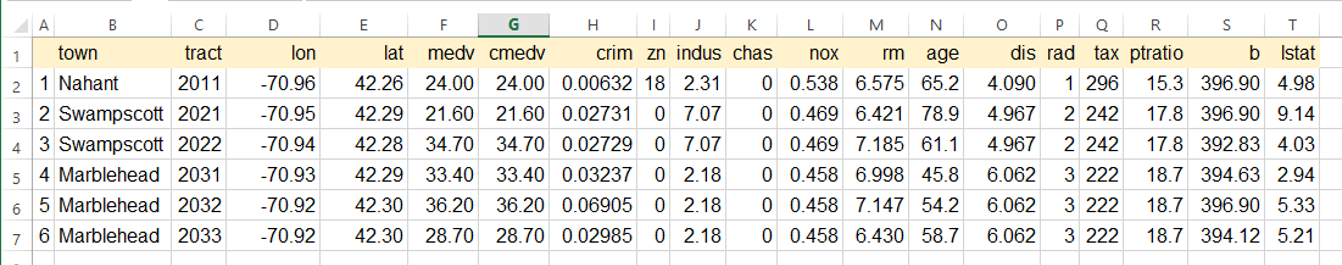 A B C D E F G H I J K L M N O P Q R S T
1 town tract lon lat medv cmedv crim zn indus chas nox rm age dis rad tax ptratio b lstat
2 1 Nahant 2011 -70.96 42.26 24.00 24.00 0.00632 18 2.31 0 0.538 6.575 65.2 4.090 1 296 15.3 396.90 4.98
3 2 Swampscott 2021 -70.95 42.29 21.60 21.60 0.02731 0 7.07 0 0.469 6.421 78.9 4.967 2 242 17.8 396.90 9.14
4 3 Swampscott 2022 -70.94 42.28 34.70 34.70 0.02729 0 7.07 0 0.469 7.185 61.1 4.967 2 242 17.8 392.83 4.03
5 4 Marblehead 2031 -70.93 42.29 33.40 33.40 0.03237 0 2.18 0 0.458 6.998 45.8 6.062 3 222 18.7 394.63 2.94
6 5 Marblehead 2032 -70.92 42.30 36.20 36.20 0.06905 0 2.18 0 0.458 7.147 54.2 6.062 3 222 18.7 396.90 5.33
7 6 Marblehead 2033 -70.92 42.30 28.70 28.70 0.02985 0 2.18 0 0.458 6.430 58.7 6.062 3 222 18.7 394.12 5.21